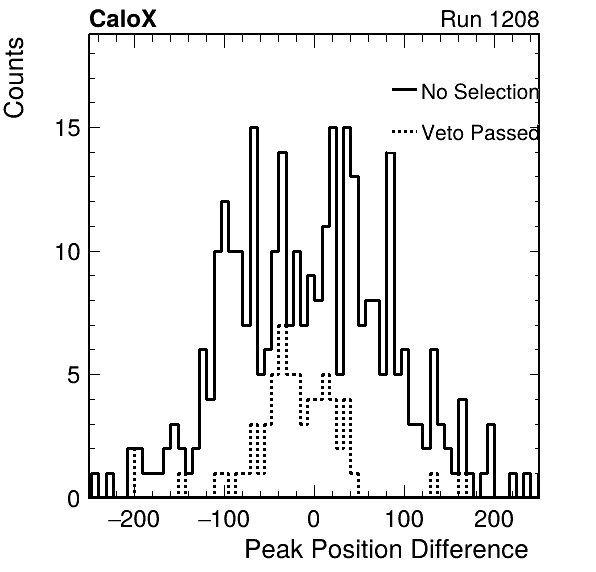 CaloX Run 1208
Counts
No Selection
Veto Passed
15
10
5
0
−200 −100 0 100 200
Peak Position Difference